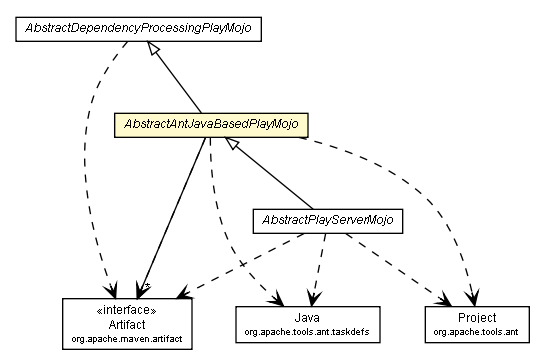 AbstractDependencyProcessingPlayMojo
AbstractAntJavaBasedPlayMojo
AbstractPlayServerMojo
*
«interface»
Artifact
org.apache.maven.artifact
Java
org.apache.tools.ant.taskdefs
Project
org.apache.tools.ant